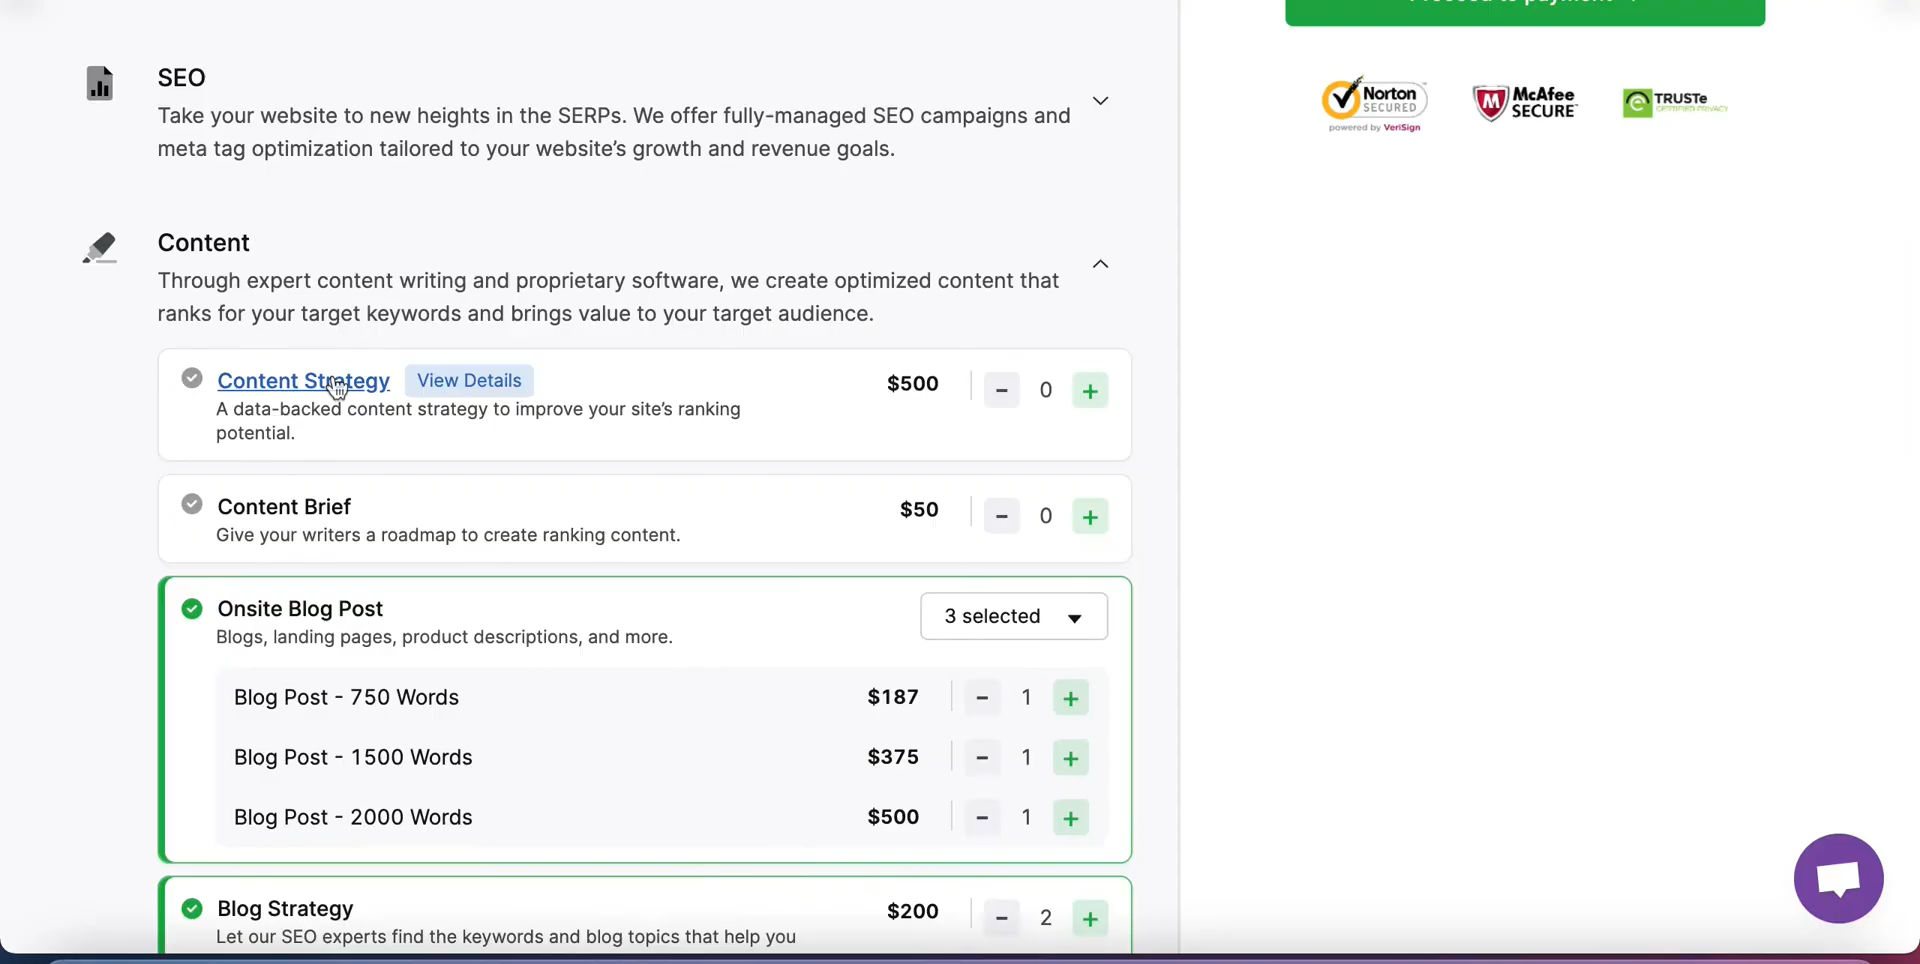 Proceed to payment
SEO
Take your website to new heights in the SERPs. We offer fully-managed SEO campaigns and
meta tag optimization tailored to your website's growth and revenue goals.
Norton
SECURED
powered by VeriSign
McAfee
SECURE
TRUSTe
CERTIFIED PRIVACY
Content
Through expert content writing and proprietary software, we create optimized content that
ranks for your target keywords and brings value to your target audience.
Content Strategy View Details $500 - 0 +
A data-backed content strategy to improve your site's ranking
potential.
Content Brief $50 - 0 +
Give your writers a roadmap to create ranking content.
Onsite Blog Post 3 selected
Blogs, landing pages, product descriptions, and more.
Blog Post - 750 Words $187 - 1 +
Blog Post - 1500 Words $375 - 1 +
Blog Post - 2000 Words $500 - 1 +
Blog Strategy $200 - 2 +
Let our SEO experts find the keywords and blog topics that help you